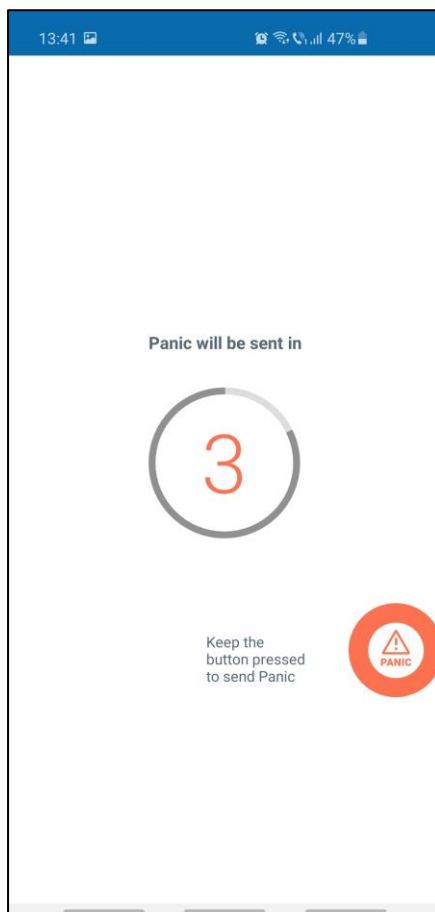 13:41
47%
Panic will be sent in
3
Keep the
button pressed
to send Panic
PANIC